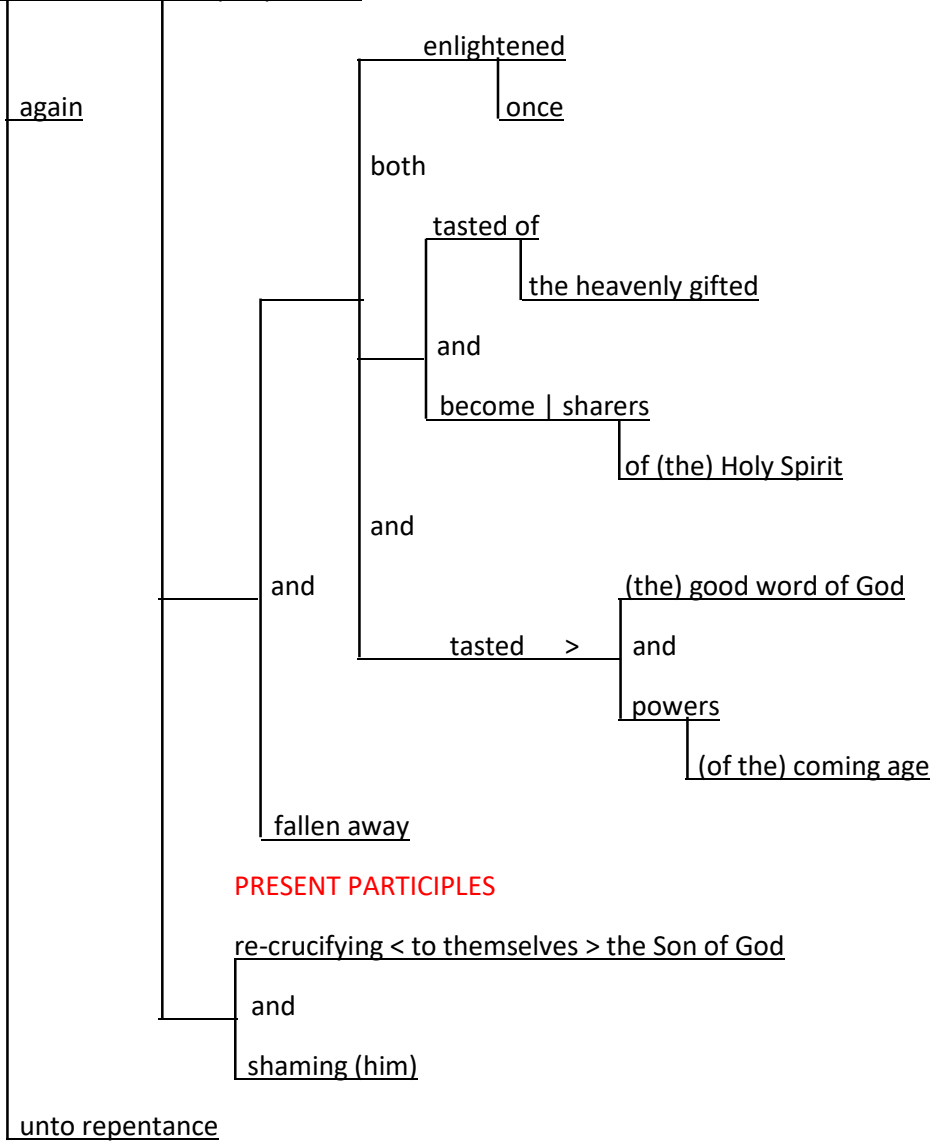 enlightened
again
once
both
tasted of
the heavenly gifted
and
become | sharers
of (the) Holy Spirit
and
and
(the) good word of God
tasted >
and
powers
(of the) coming age
fallen away
PRESENT PARTICIPLES
re-crucifying < to themselves > the Son of God
and
shaming (him)
unto repentance